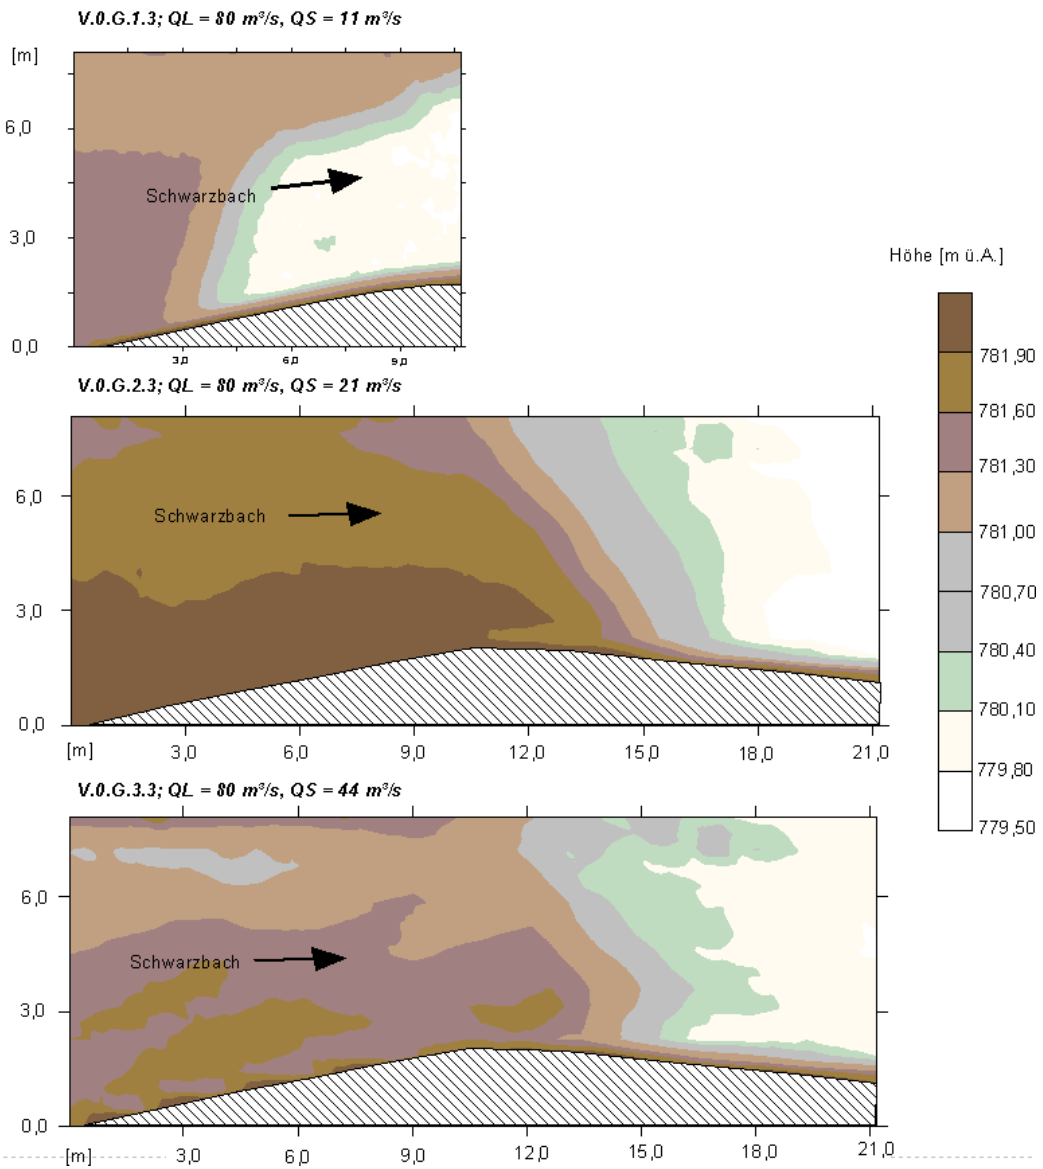 V.0.G.1.3; QL = 80 m³/s, QS = 11 m³/s
[m]
6,0
Schwarzbach
3,0
0,0
3,0 6,0 9,0
V.0.G.2.3; QL = 80 m³/s, QS = 21 m³/s
6,0
Schwarzbach
3,0
0,0
[m] 3,0 6,0 9,0 12,0 15,0 18,0 21,0
V.0.G.3.3; QL = 80 m³/s, QS = 44 m³/s
6,0
Schwarzbach
3,0
0,0
[m] 3,0 6,0 9,0 12,0 15,0 18,0 21,0
Höhe [m ü.A.]
781,90
781,60
781,30
781,00
780,70
780,40
780,10
779,80
779,50